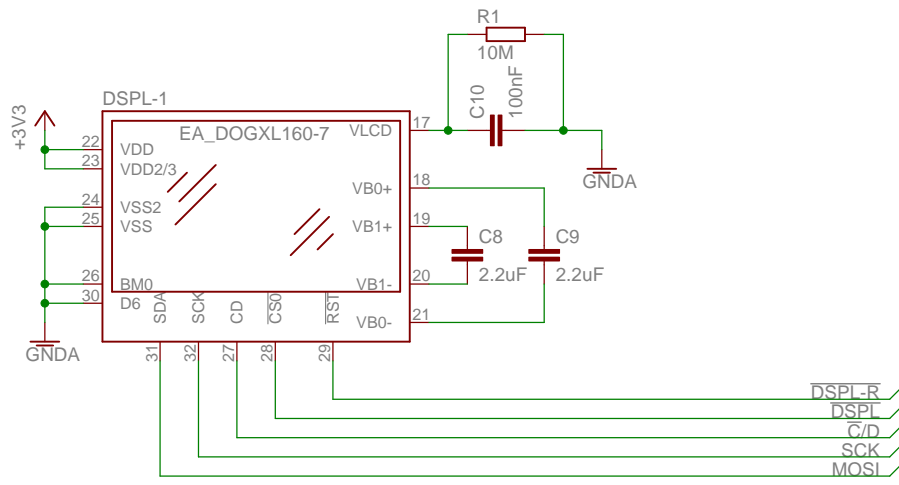 R1
10M
C10
100nF
DSPL-1
+3V3
EA_DOGXL160-7
VLCD
17
GNDA
22
VDD
23
VDD2/3
24
VSS2
25
VSS
26
BM0
30
D6
VB0+
18
VB1+
19
VB1-
20
VB0-
21
C8
2.2uF
C9
2.2uF
SDA
SCK
CD
CS0
RST
31
32
27
28
29
GNDA
DSPL-R
DSPL
C/D
SCK
MOSI